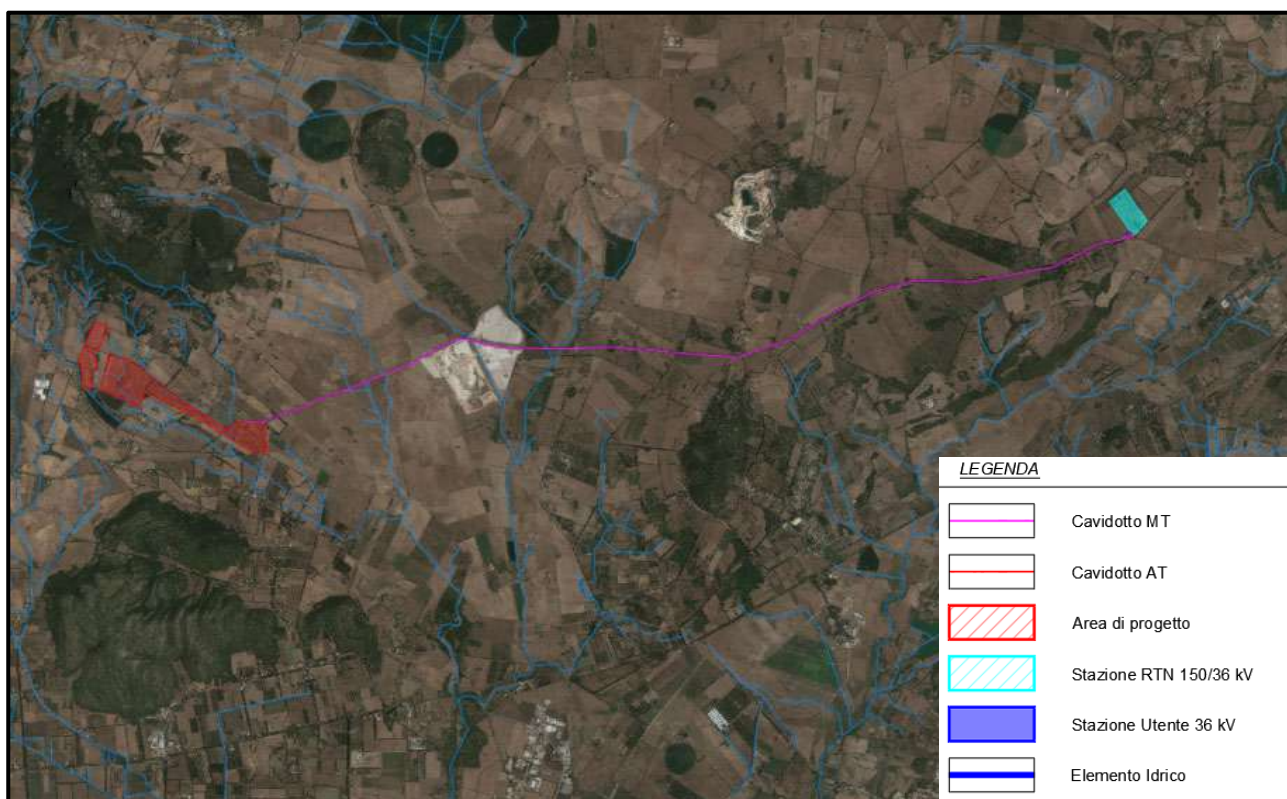 LEGENDA
Cavidotto MT
Cavidotto AT
Area di progetto
Stazione RTN 150/36 kV
Stazione Utente 36 kV
Elemento Idrico